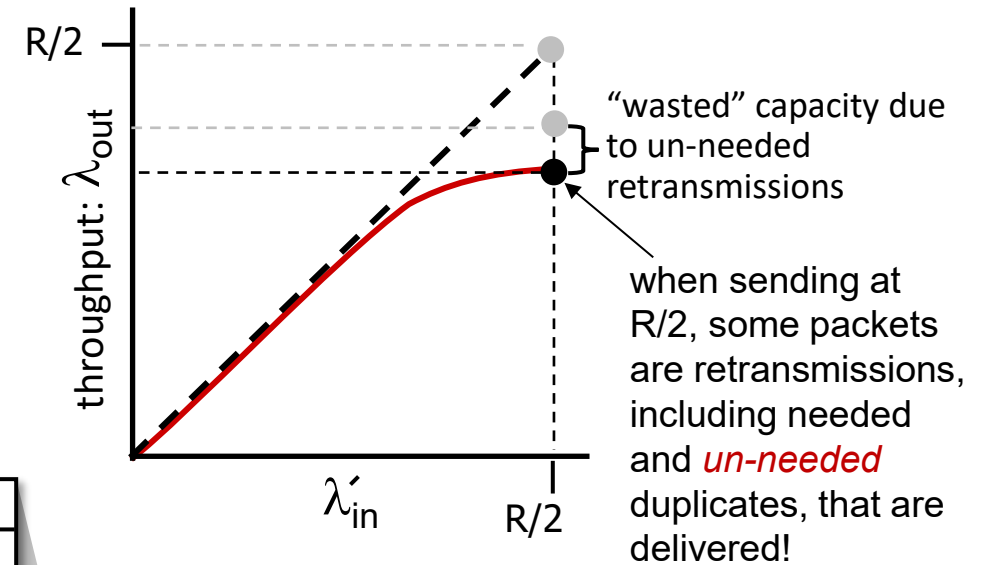 R/2
throughput: λout
“wasted” capacity due
to un-needed
retransmissions
when sending at
R/2, some packets
are retransmissions,
including needed
and un-needed
duplicates, that are
delivered!
λ′in
R/2